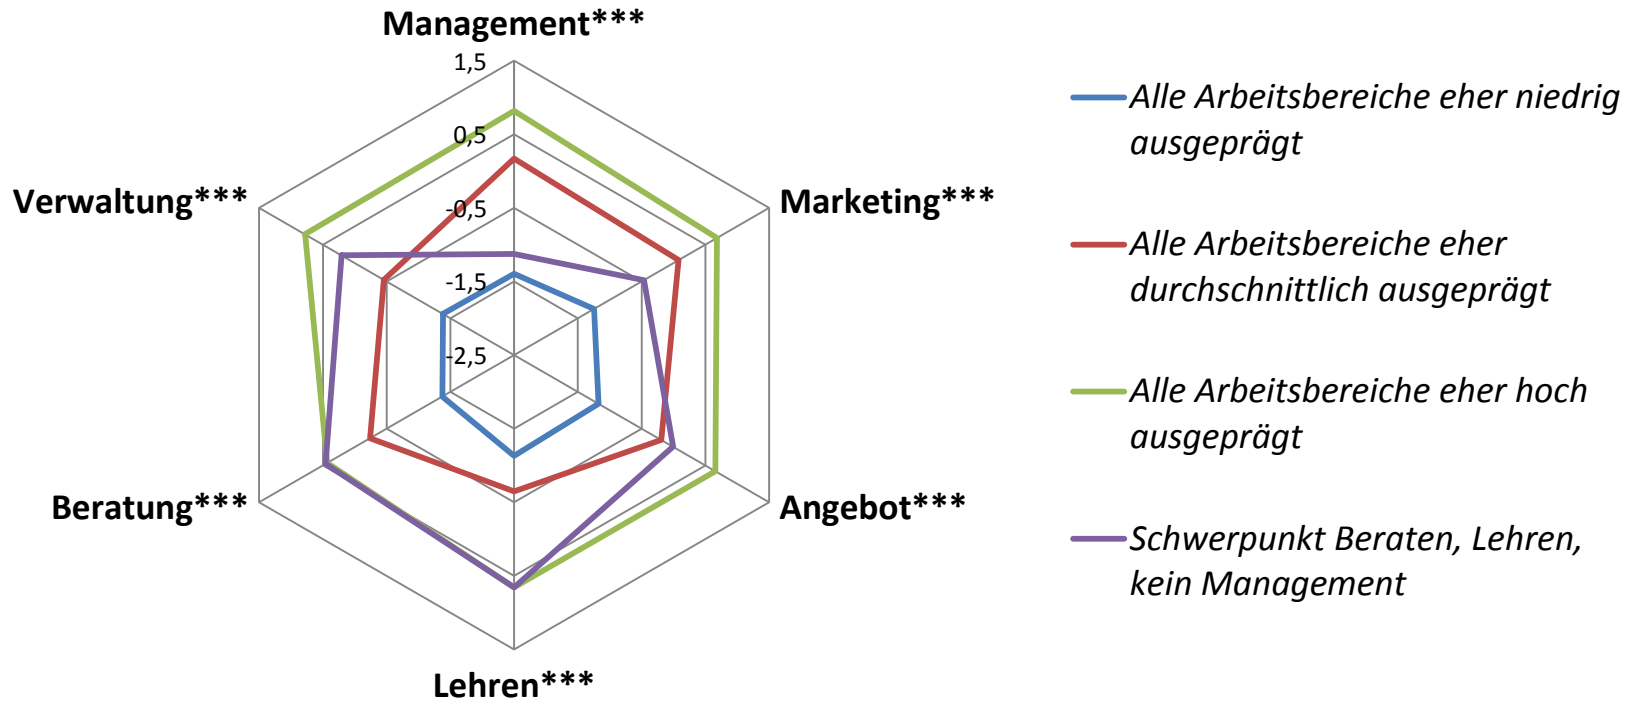 Management***
1,5
0,5
-0,5
-1,5
-2,5
Marketing***
Angebot***
Lehren***
Beratung***
Verwaltung***
Alle Arbeitsbereiche eher niedrig
ausgeprägt
Alle Arbeitsbereiche eher
durchschnittlich ausgeprägt
Alle Arbeitsbereiche eher hoch
ausgeprägt
Schwerpunkt Beraten, Lehren,
kein Management